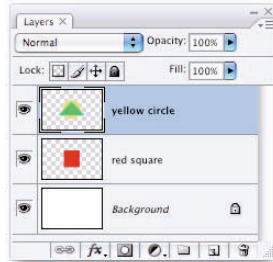 Layers ×
Normal Opacity: 100%
Lock: Fill: 100%
yellow circle
red square
Background
fx.